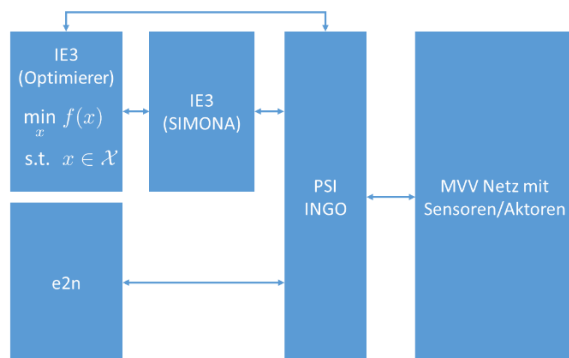 IE3
(Optimierer)
min f(x)
x
s.t. x ∈ 𝒳
IE3
(SIMONA)
PSI
INGO
MVV Netz mit
Sensoren/Aktoren
e2n